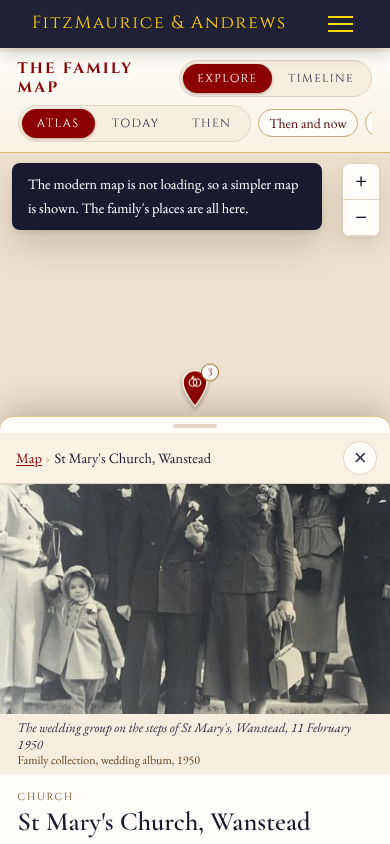 FitzMaurice & Andrews
THE FAMILY
MAP
EXPLORE
TIMELINE
ATLAS
TODAY
THEN
Then and now
The modern map is not loading, so a simpler map
is shown. The family's places are all here.
+
−
3
Map › St Mary's Church, Wanstead
×
The wedding group on the steps of St Mary's, Wanstead, 11 February
1950
Family collection, wedding album, 1950
CHURCH
St Mary's Church, Wanstead